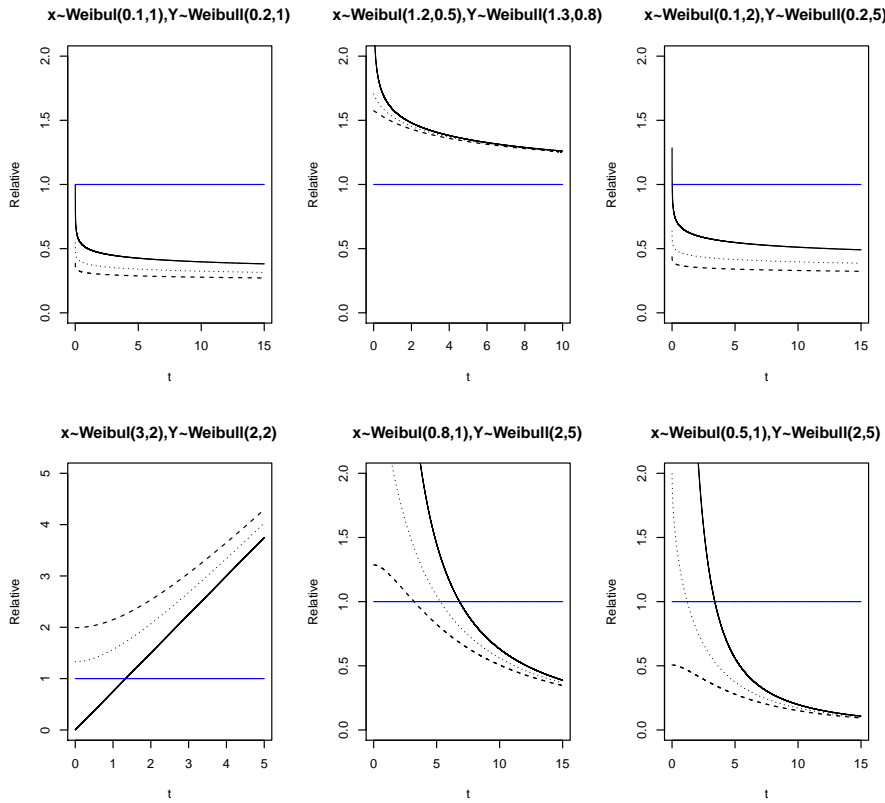 x~Weibul(0.1,1),Y~Weibull(0.2,1)
Relative
0.0 0.5 1.0 1.5 2.0
0 5 10 15
t
x~Weibul(1.2,0.5),Y~Weibull(1.3,0.8)
Relative
0.0 0.5 1.0 1.5 2.0
0 2 4 6 8 10
t
x~Weibul(0.1,2),Y~Weibull(0.2,5)
Relative
0.0 0.5 1.0 1.5 2.0
0 5 10 15
t
x~Weibul(3,2),Y~Weibull(2,2)
Relative
0 1 2 3 4 5
0 1 2 3 4 5
t
x~Weibul(0.8,1),Y~Weibull(2,5)
Relative
0.0 0.5 1.0 1.5 2.0
0 5 10 15
t
x~Weibul(0.5,1),Y~Weibull(2,5)
Relative
0.0 0.5 1.0 1.5 2.0
0 5 10 15
t